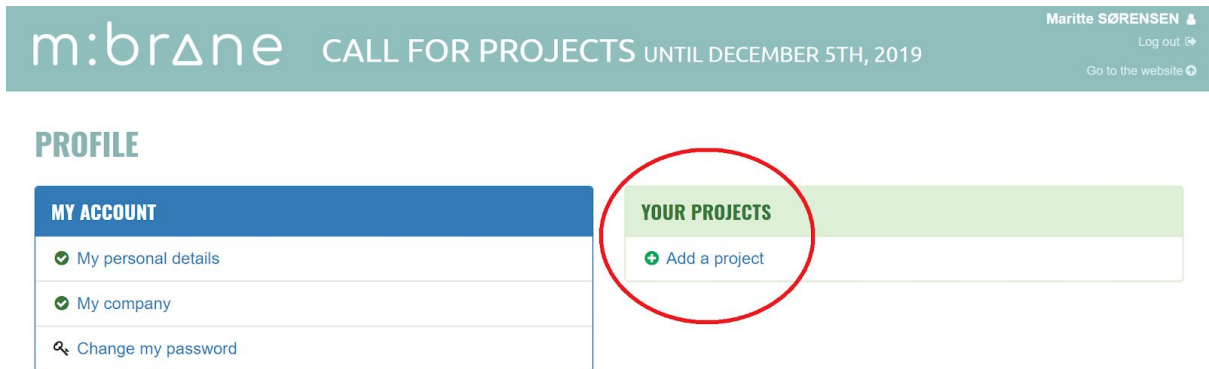 m:brane CALL FOR PROJECTS UNTIL DECEMBER 5TH, 2019
Maritte SØRENSEN
Log out
Go to the website
PROFILE
MY ACCOUNT
My personal details
My company
Change my password
YOUR PROJECTS
Add a project